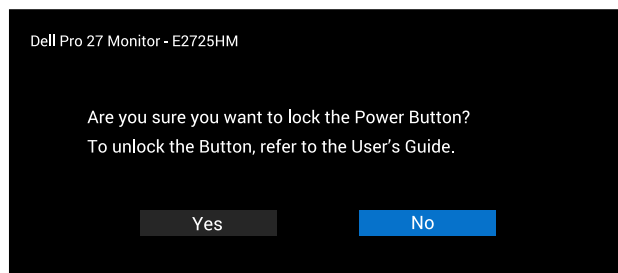 Dell Pro 27 Monitor - E2725HM
Are you sure you want to lock the Power Button?
To unlock the Button, refer to the User's Guide.
Yes
No